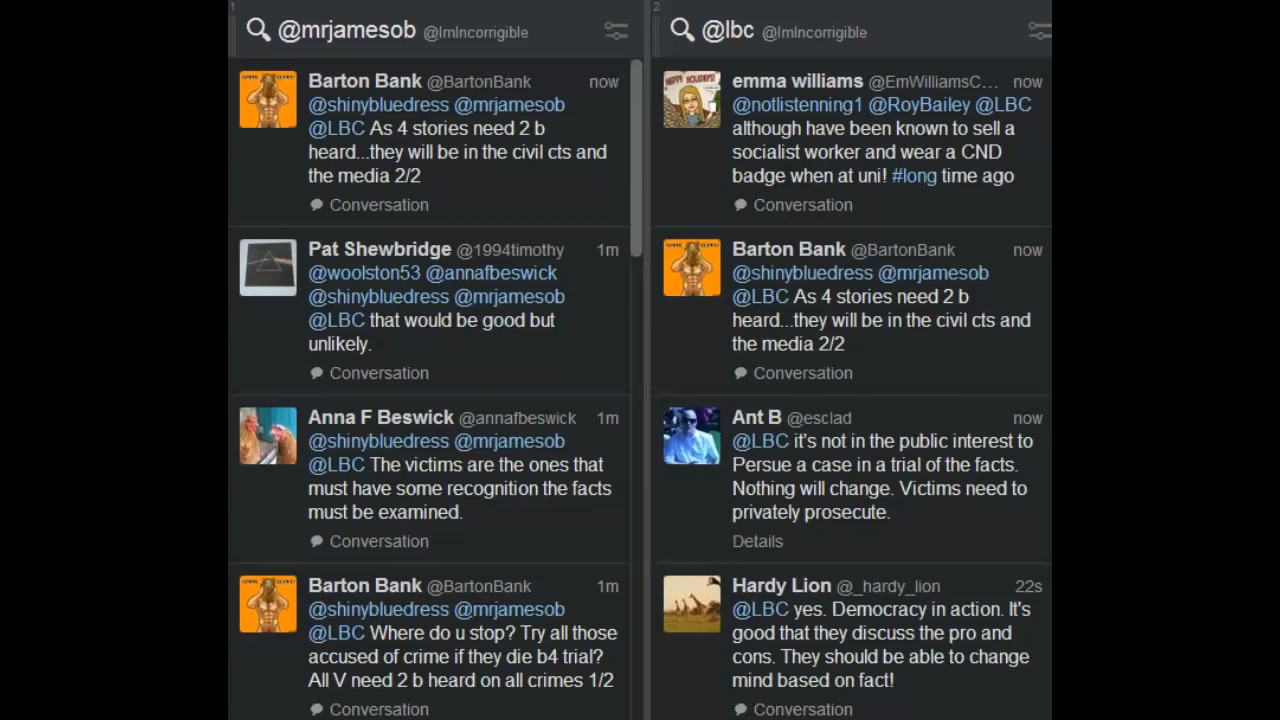 1
@mrjamesob @ImIncorrigible
Barton Bank @BartonBank now
@shinybluedress @mrjamesob
@LBC As 4 stories need 2 b
heard...they will be in the civil cts and
the media 2/2
Conversation
Pat Shewbridge @1994timothy 1m
@woolston53 @annafbeswick
@shinybluedress @mrjamesob
@LBC that would be good but
unlikely.
Conversation
Anna F Beswick @annafbeswick 1m
@shinybluedress @mrjamesob
@LBC The victims are the ones that
must have some recognition the facts
must be examined.
Conversation
Barton Bank @BartonBank 1m
@shinybluedress @mrjamesob
@LBC Where do u stop? Try all those
accused of crime if they die b4 trial?
All V need 2 b heard on all crimes 1/2
Conversation
2
@lbc @ImIncorrigible
emma williams @EmWilliamsC... now
@notlistenning1 @RoyBailey @LBC
although have been known to sell a
socialist worker and wear a CND
badge when at uni! #long time ago
Conversation
Barton Bank @BartonBank now
@shinybluedress @mrjamesob
@LBC As 4 stories need 2 b
heard...they will be in the civil cts and
the media 2/2
Conversation
Ant B @esclad now
@LBC it's not in the public interest to
Persue a case in a trial of the facts.
Nothing will change. Victims need to
privately prosecute.
Details
Hardy Lion @_hardy_lion 22s
@LBC yes. Democracy in action. It's
good that they discuss the pro and
cons. They should be able to change
mind based on fact!
Conversation